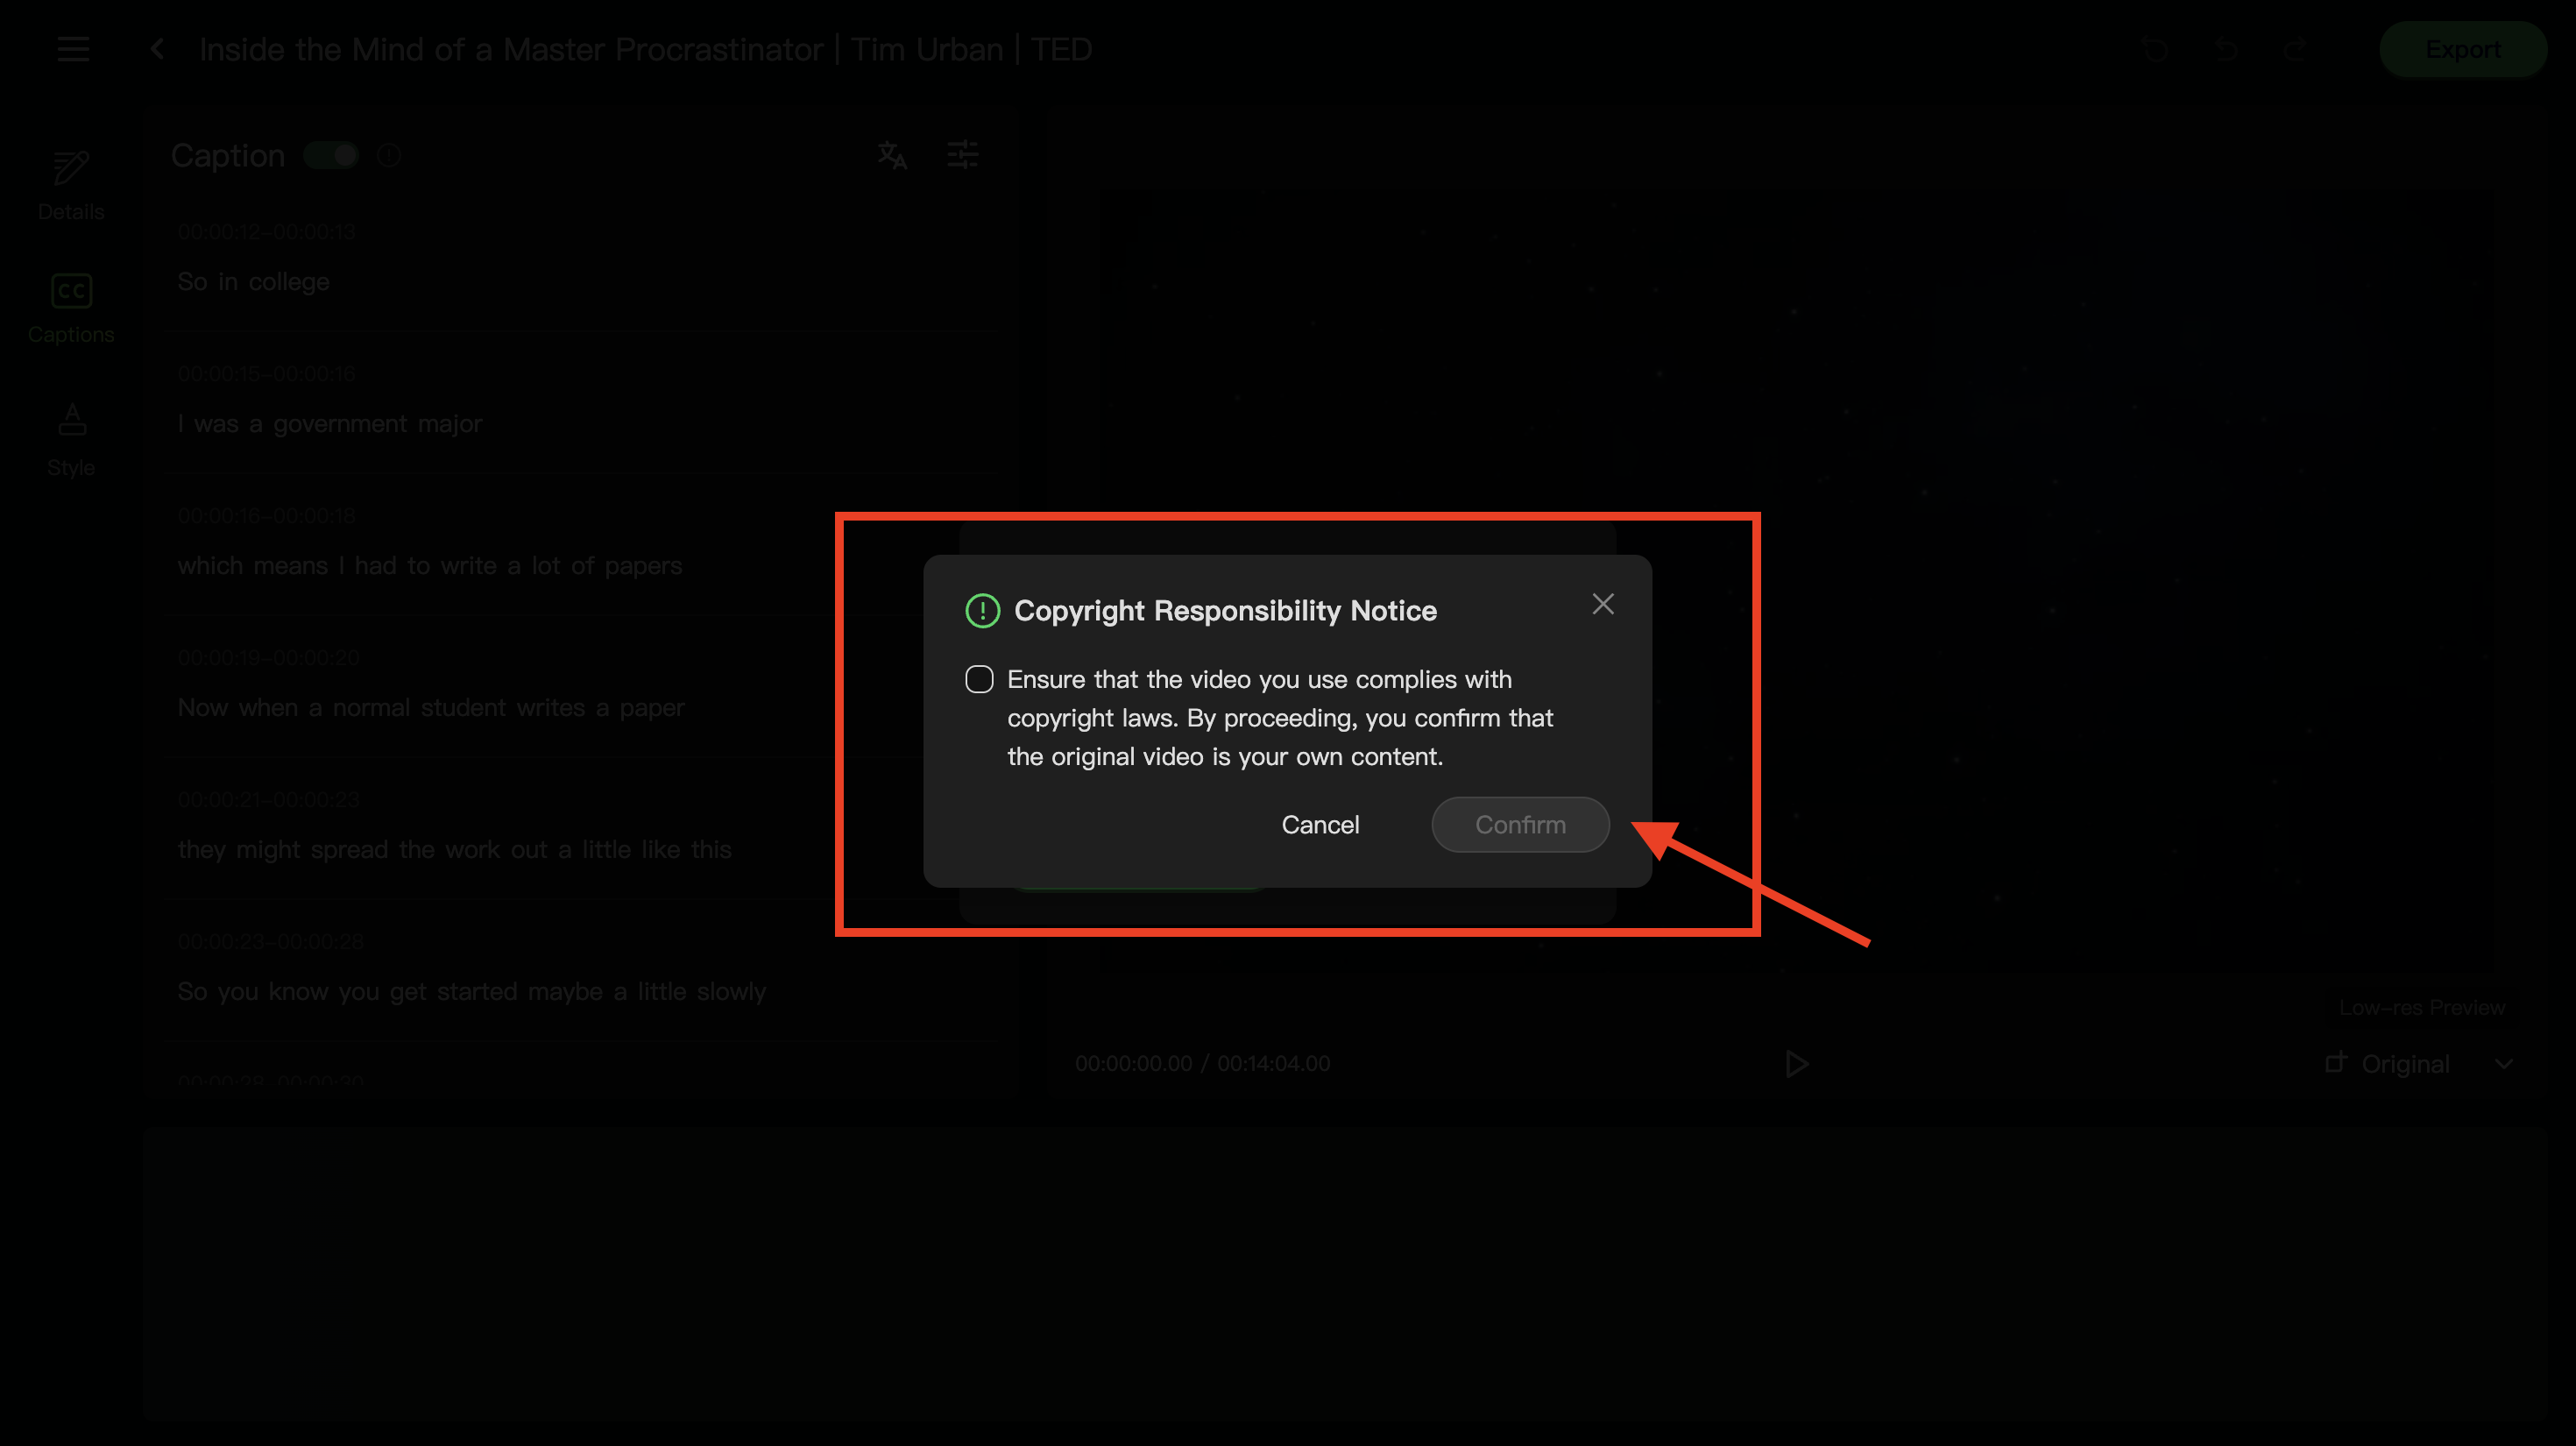 Inside the Mind of a Master Procrastinator | Tim Urban | TED
Export
Details
Captions
Style
Caption
00:00:12-00:00:13
So in college
00:00:15-00:00:16
I was a government major
00:00:16-00:00:18
which means I had to write a lot of papers
00:00:19-00:00:20
Now when a normal student writes a paper
00:00:21-00:00:23
they might spread the work out a little like this
00:00:23-00:00:28
So you know you get started maybe a little slowly
00:00:28-00:00:30
Copyright Responsibility Notice
Ensure that the video you use complies with
copyright laws. By proceeding, you confirm that
the original video is your own content.
Cancel
Confirm
Low-res Preview
00:00:00.00 / 00:14:04.00
Original